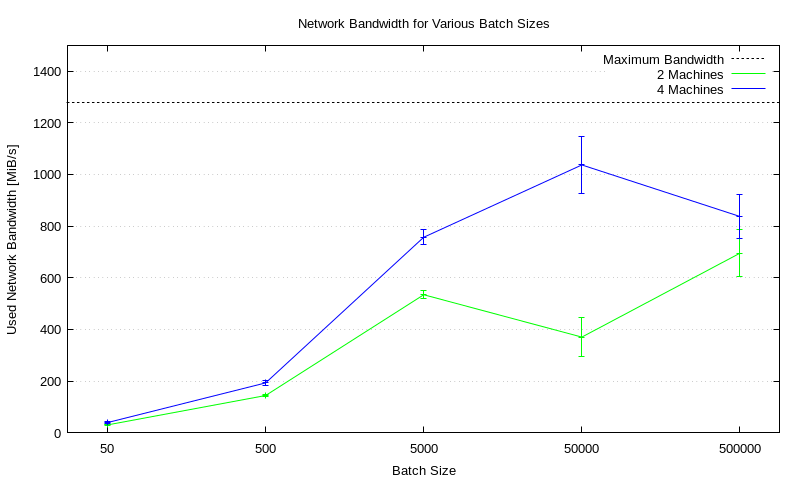 Network Bandwidth for Various Batch Sizes
Maximum Bandwidth
2 Machines
4 Machines
Used Network Bandwidth [MiB/s]
1400
1200
1000
800
600
400
200
0
50 500 5000 50000 500000
Batch Size